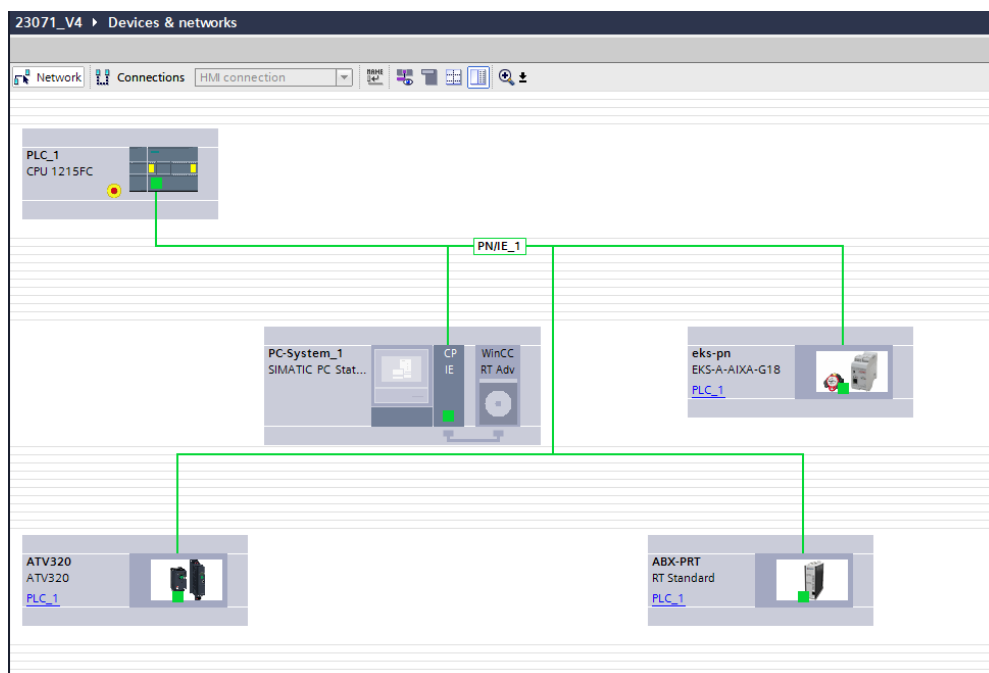 23071_V4 ▸ Devices & networks
Network Connections HMI connection
PLC_1
CPU 1215FC
PN/IE_1
PC-System_1
SIMATIC PC Stat...
CP
IE
WinCC
RT Adv
eks-pn
EKS-A-AIXA-G18
PLC_1
ATV320
ATV320
PLC_1
ABX-PRT
RT Standard
PLC_1